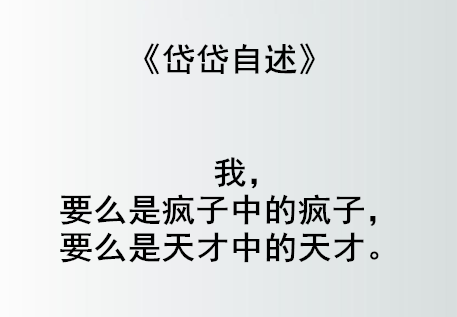 《岱岱自述》
我，
要么是疯子中的疯子，
要么是天才中的天才。